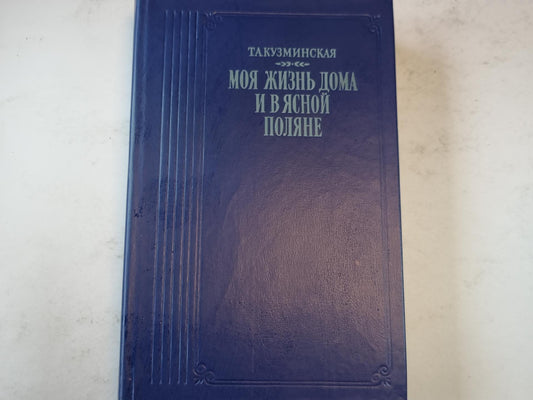 Т.А.КУЗМИНСКАЯ
МОЯ ЖИЗНЬ ДОМА
И В ЯСНОЙ
ПОЛЯНЕ